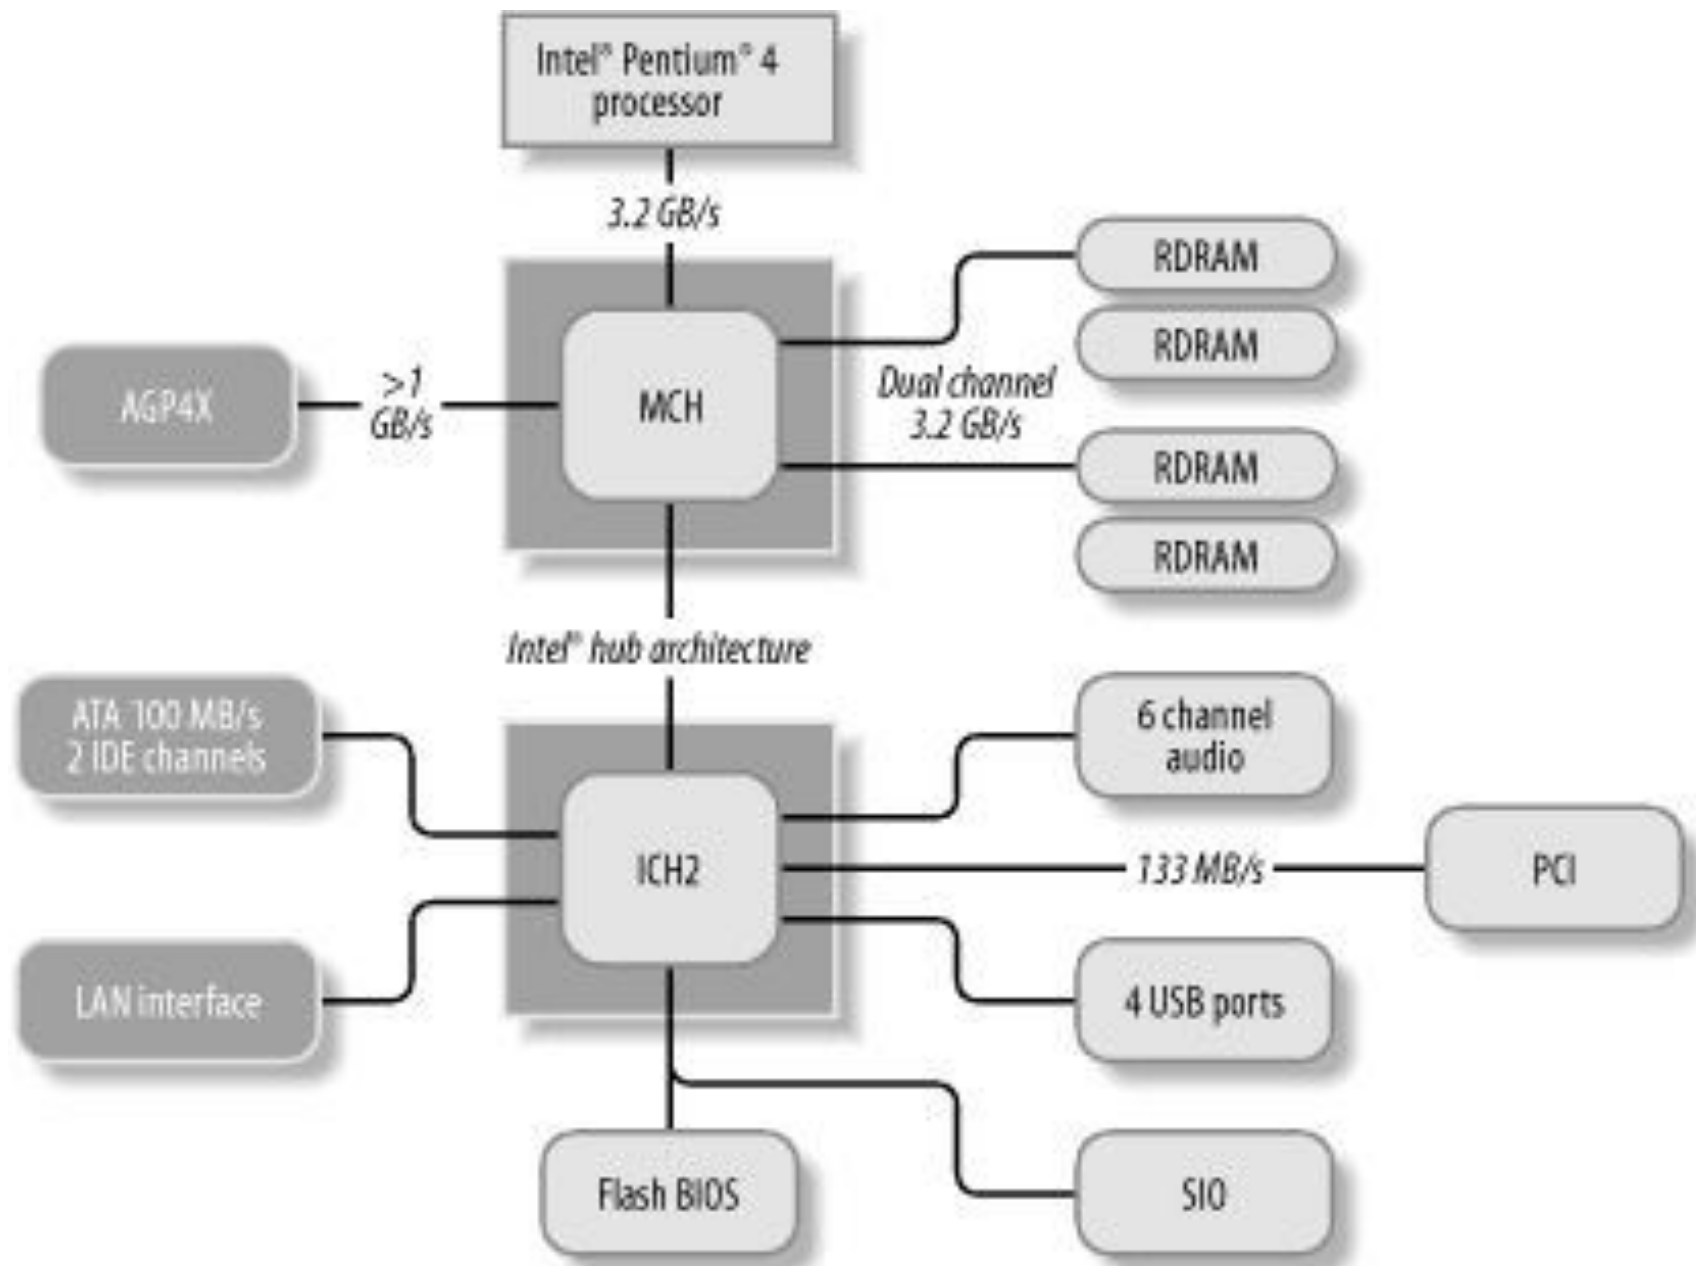 Intel® Pentium® 4
processor
3.2 GB/s
RDRAM
RDRAM
AGP4X
>1
GB/s
MCH
Dual channel
3.2 GB/s
RDRAM
RDRAM
Intel® hub architecture
ATA 100 MB/s
2 IDE channels
6 channel
audio
ICH2
133 MB/s
PCI
LAN interface
4 USB ports
Flash BIOS
SIO